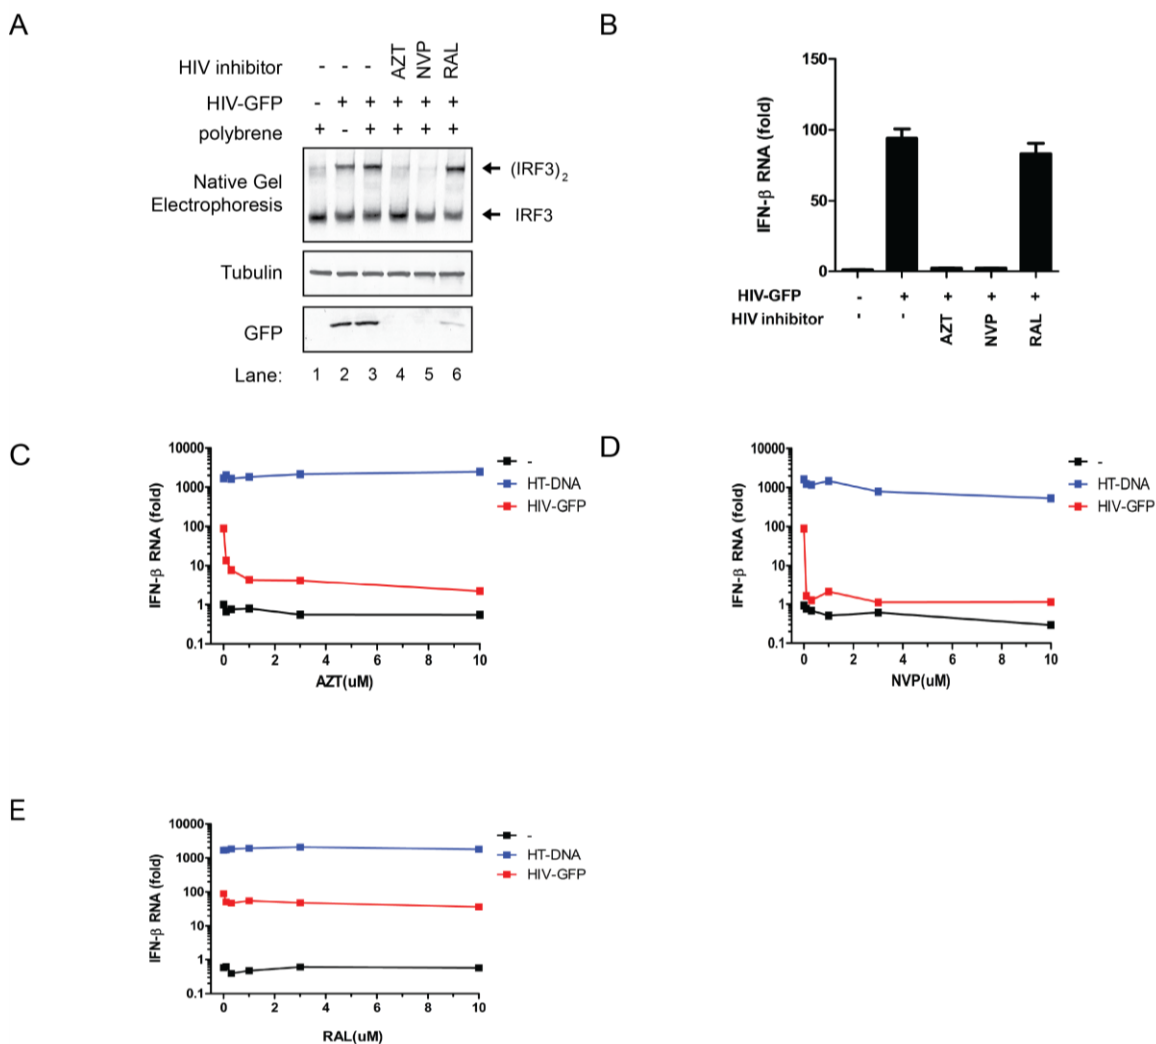 A
HIV inhibitor - - - AZT NVP RAL
HIV-GFP - + + + + +
polybrene + - + + + +
Native Gel Electrophoresis
(IRF3)2
IRF3
Tubulin
GFP
Lane: 1 2 3 4 5 6
B
IFN-β RNA (fold)
150
100
50
0
HIV-GFP - + + + +
HIV inhibitor - - AZT NVP RAL
C
IFN-β RNA (fold)
10000
1000
100
10
1
0.1
0 2 4 6 8 10
AZT(uM)
-
HT-DNA
HIV-GFP
D
IFN-β RNA (fold)
10000
1000
100
10
1
0.1
0 2 4 6 8 10
NVP(uM)
-
HT-DNA
HIV-GFP
E
IFN-β RNA (fold)
10000
1000
100
10
1
0.1
0 2 4 6 8 10
RAL(uM)
-
HT-DNA
HIV-GFP